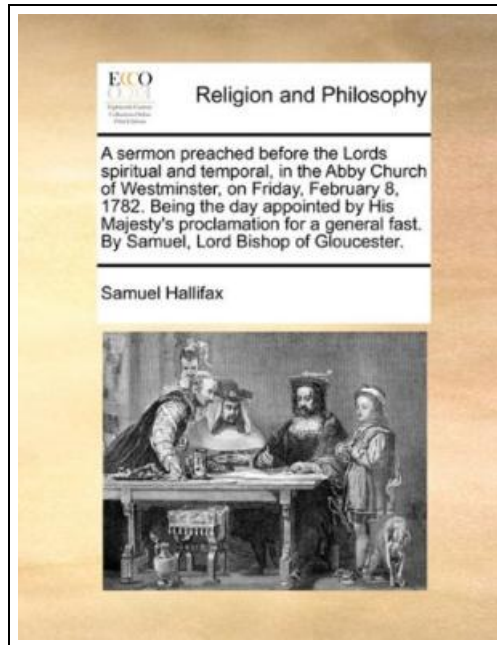 ECCO
Religion and Philosophy
A sermon preached before the Lords
spiritual and temporal, in the Abby Church
of Westminster, on Friday, February 8,
1782. Being the day appointed by His
Majesty's proclamation for a general fast.
By Samuel, Lord Bishop of Gloucester.
Samuel Hallifax